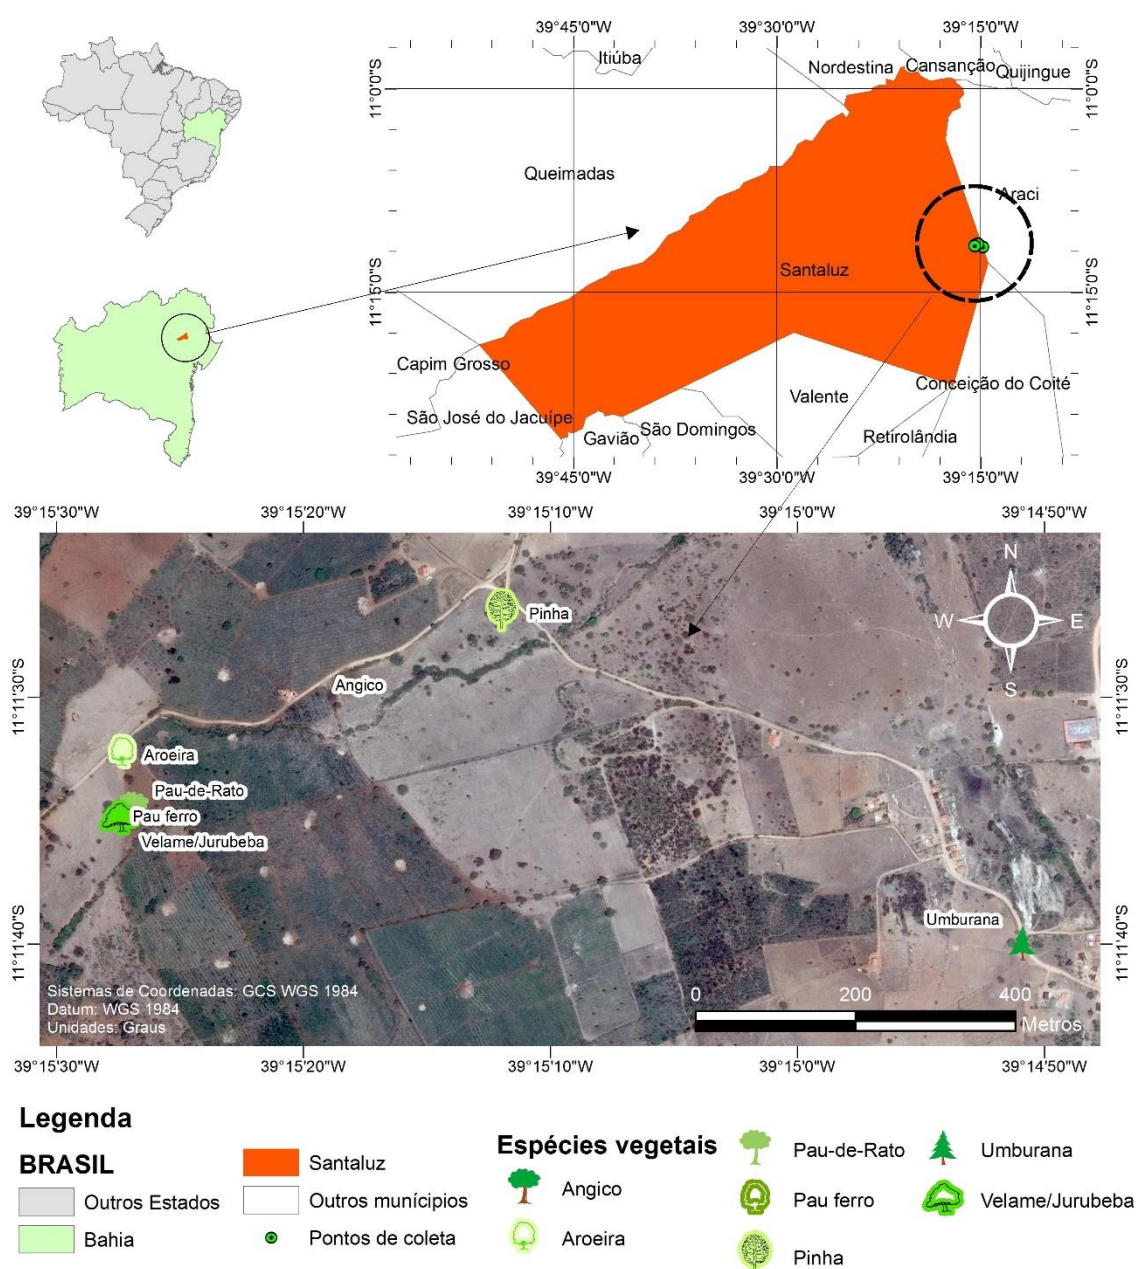 39°45'0"W 39°30'0"W 39°15'0"W
Itiúba
Nordestina
Cansanção
Quijingue
11°0'0"S
11°0'0"S
Queimadas
Araci
Santaluz
11°15'0"S
11°15'0"S
Capim Grosso
Valente
Conceição do Coité
São José do Jacuípe
Gavião
São Domingos
Retirolândia
39°45'0"W 39°30'0"W 39°15'0"W
39°15'30"W 39°15'20"W 39°15'10"W 39°15'0"W 39°14'50"W
N
W
E
S
Pinha
Angico
11°11'30"S
11°11'30"S
Aroeira
Pau-de-Rato
Pau ferro
Velame/Jurubeba
Umburana
11°11'40"S
11°11'40"S
Sistemas de Coordenadas: GCS WGS 1984
Datum: WGS 1984
Unidades: Graus
0 200 400
Metros
39°15'30"W 39°15'20"W 39°15'10"W 39°15'0"W 39°14'50"W
Legenda
BRASIL
Outros Estados
Bahia
Santaluz
Outros munícipios
Pontos de coleta
Espécies vegetais
Angico
Aroeira
Pau-de-Rato
Pau ferro
Pinha
Umburana
Velame/Jurubeba